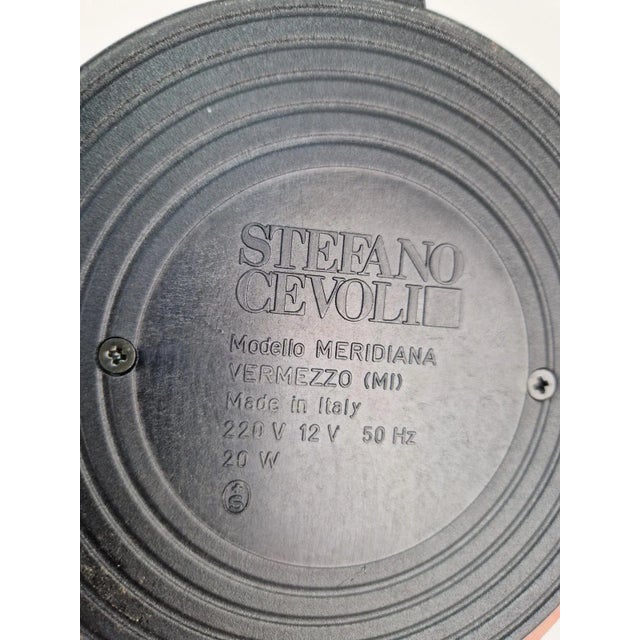 STEFANO
CEVOLI
Modello MERIDIANA
VERMEZZO (MI)
Made in Italy
220 V 12 V 50 Hz
20 W